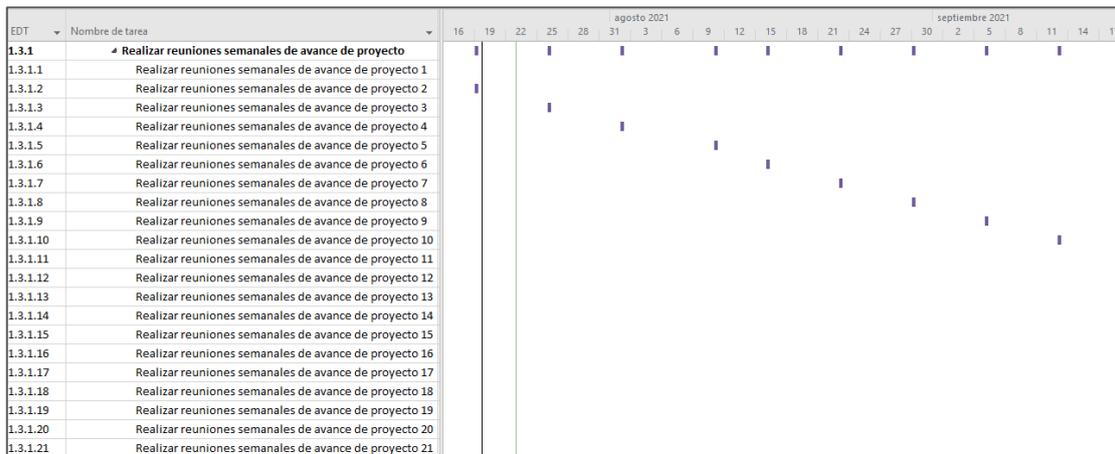 agosto 2021 septiembre 2021
EDT Nombre de tarea 16 19 22 25 28 31 3 6 9 12 15 18 21 24 27 30 2 5 8 11 14
1.3.1 Realizar reuniones semanales de avance de proyecto
1.3.1.1 Realizar reuniones semanales de avance de proyecto 1
1.3.1.2 Realizar reuniones semanales de avance de proyecto 2
1.3.1.3 Realizar reuniones semanales de avance de proyecto 3
1.3.1.4 Realizar reuniones semanales de avance de proyecto 4
1.3.1.5 Realizar reuniones semanales de avance de proyecto 5
1.3.1.6 Realizar reuniones semanales de avance de proyecto 6
1.3.1.7 Realizar reuniones semanales de avance de proyecto 7
1.3.1.8 Realizar reuniones semanales de avance de proyecto 8
1.3.1.9 Realizar reuniones semanales de avance de proyecto 9
1.3.1.10 Realizar reuniones semanales de avance de proyecto 10
1.3.1.11 Realizar reuniones semanales de avance de proyecto 11
1.3.1.12 Realizar reuniones semanales de avance de proyecto 12
1.3.1.13 Realizar reuniones semanales de avance de proyecto 13
1.3.1.14 Realizar reuniones semanales de avance de proyecto 14
1.3.1.15 Realizar reuniones semanales de avance de proyecto 15
1.3.1.16 Realizar reuniones semanales de avance de proyecto 16
1.3.1.17 Realizar reuniones semanales de avance de proyecto 17
1.3.1.18 Realizar reuniones semanales de avance de proyecto 18
1.3.1.19 Realizar reuniones semanales de avance de proyecto 19
1.3.1.20 Realizar reuniones semanales de avance de proyecto 20
1.3.1.21 Realizar reuniones semanales de avance de proyecto 21